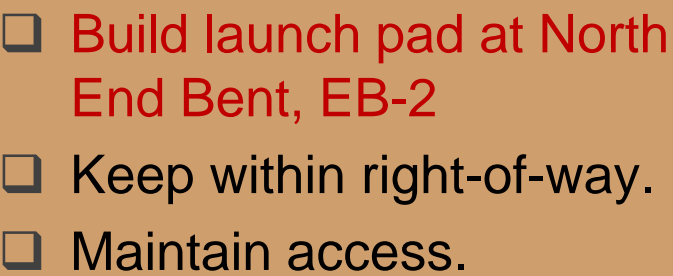 ❑ Build launch pad at North
End Bent, EB-2
❑ Keep within right-of-way.
❑ Maintain access.